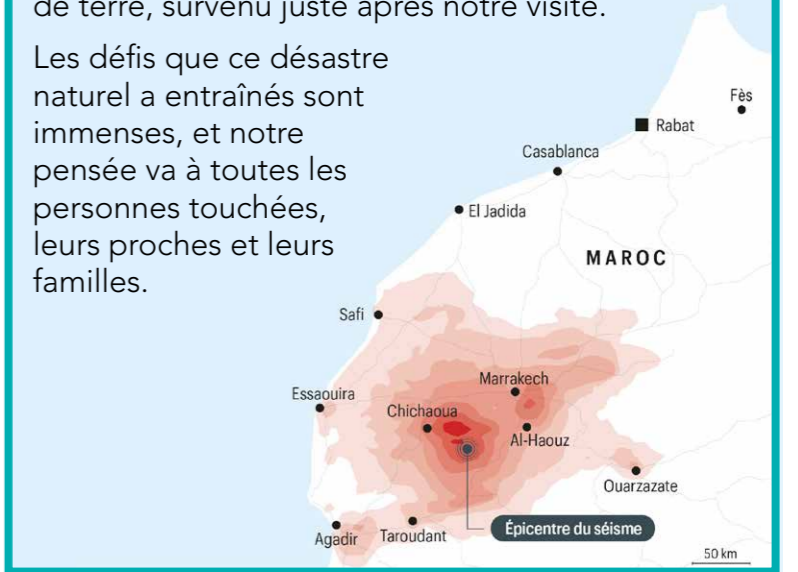 de terre, survenu juste après notre visite.
Les défis que ce désastre
naturel a entraînés sont
immenses, et notre
pensée va à toutes les
personnes touchées,
leurs proches et leurs
familles.
Fès
Rabat
Casablanca
El Jadida
MAROC
Safi
Marrakech
Essaouira
Chichaoua
Al-Haouz
Ouarzazate
Épicentre du séisme
Agadir
Taroudant
50 km